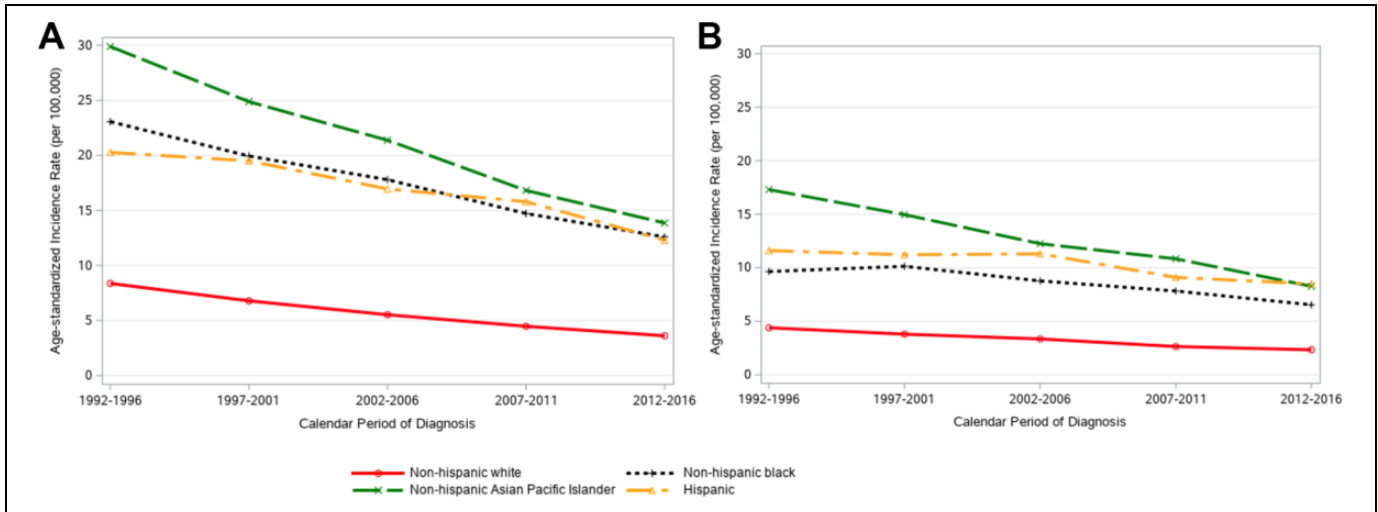 A
B
Age-standardized Incidence Rate (per 100,000)
30
25
20
15
10
5
0
1992-1996
1997-2001
2002-2006
2007-2011
2012-2016
Calendar Period of Diagnosis
Age-standardized Incidence Rate (per 100,000)
30
25
20
15
10
5
0
1992-1996
1997-2001
2002-2006
2007-2011
2012-2016
Calendar Period of Diagnosis
Non-hispanic white
Non-hispanic black
Non-hispanic Asian Pacific Islander
Hispanic